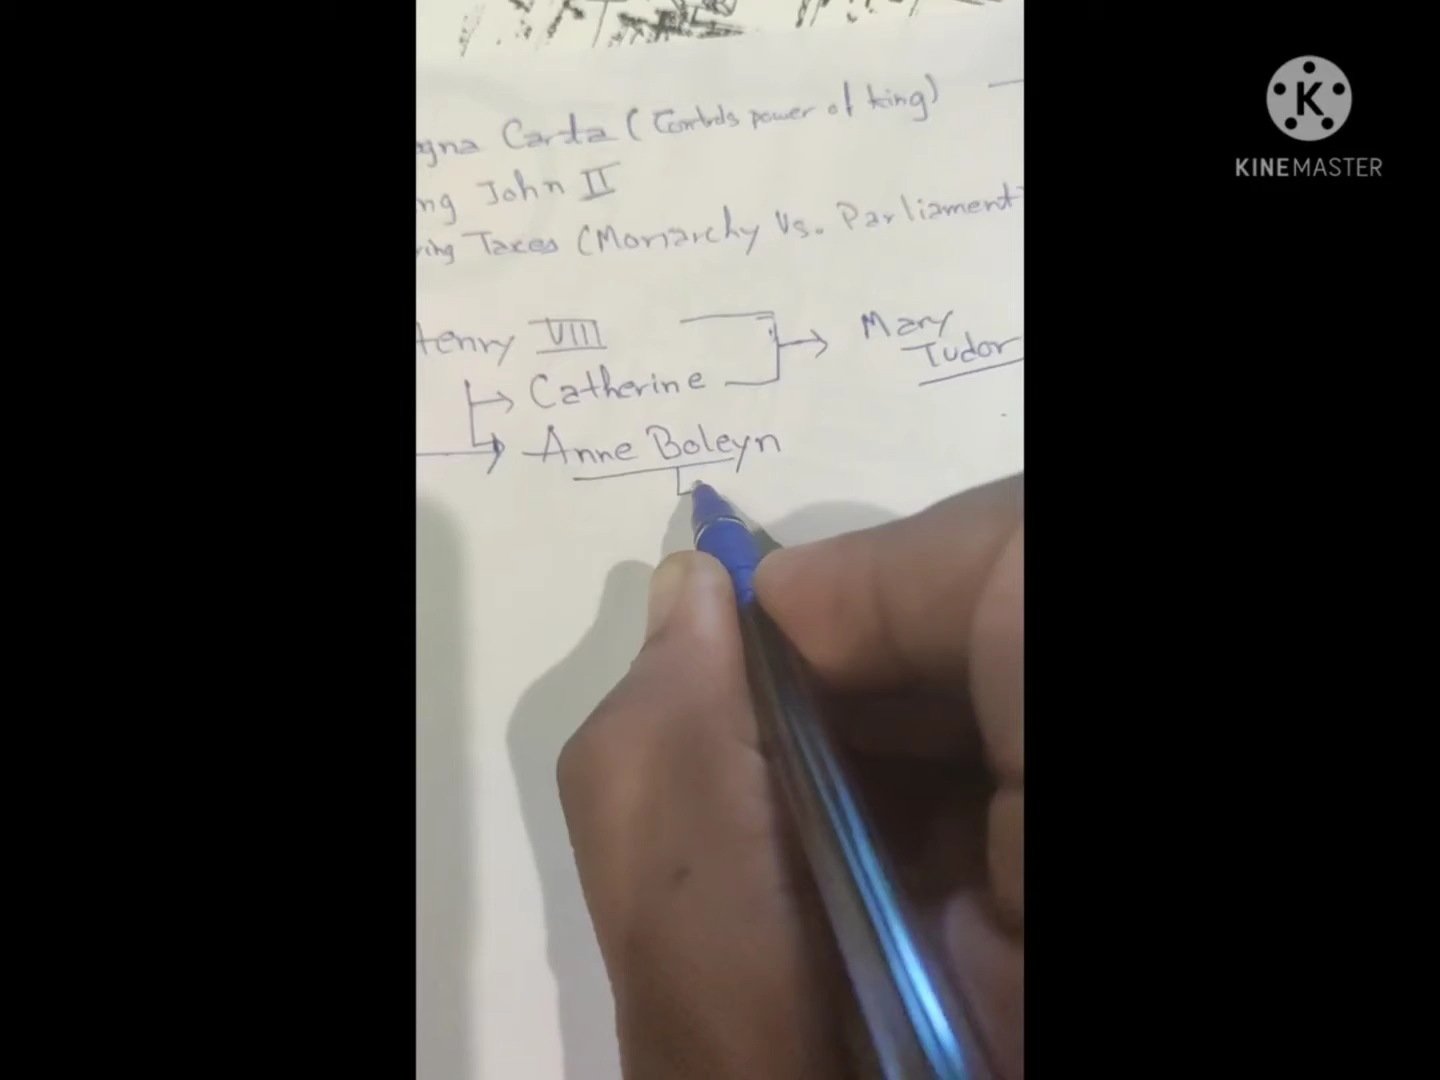 gna Carta (Controls power of king)
ng John II
ring Taxes (Monarchy Vs. Parliament
Henry VIII
Mary
Tudor
Catherine
Anne Boleyn
K
KINEMASTER